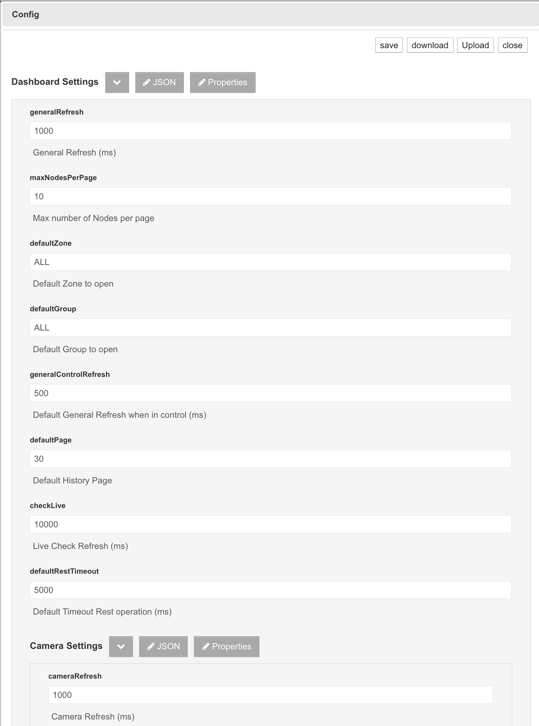 Config
save download Upload close
Dashboard Settings JSON Properties
generalRefresh
1000
General Refresh (ms)
maxNodesPerPage
10
Max number of Nodes per page
defaultZone
ALL
Default Zone to open
defaultGroup
ALL
Default Group to open
generalControlRefresh
500
Default General Refresh when in control (ms)
defaultPage
30
Default History Page
checkLive
10000
Live Check Refresh (ms)
defaultRestTimeout
5000
Default Timeout Rest operation (ms)
Camera Settings JSON Properties
cameraRefresh
1000
Camera Refresh (ms)